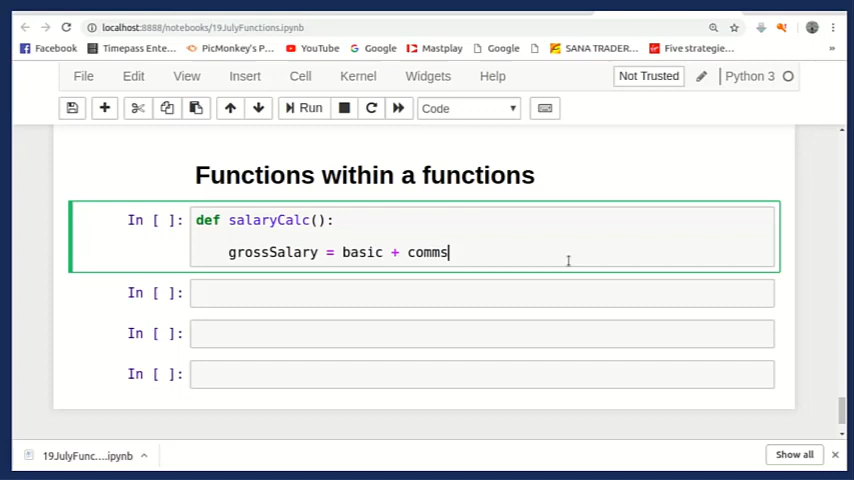 localhost:8888/notebooks/19JulyFunctions.ipynb
Facebook Timepass Ente... PicMonkey's P... YouTube Google Mastplay Google SANA TRADER... Five strategie... »
File Edit View Insert Cell Kernel Widgets Help Not Trusted Python 3
Run Code
Functions within a functions
In [ ]: def salaryCalc():
grossSalary = basic + comms
In [ ]:
In [ ]:
In [ ]:
19JulyFunc....ipynb Show all